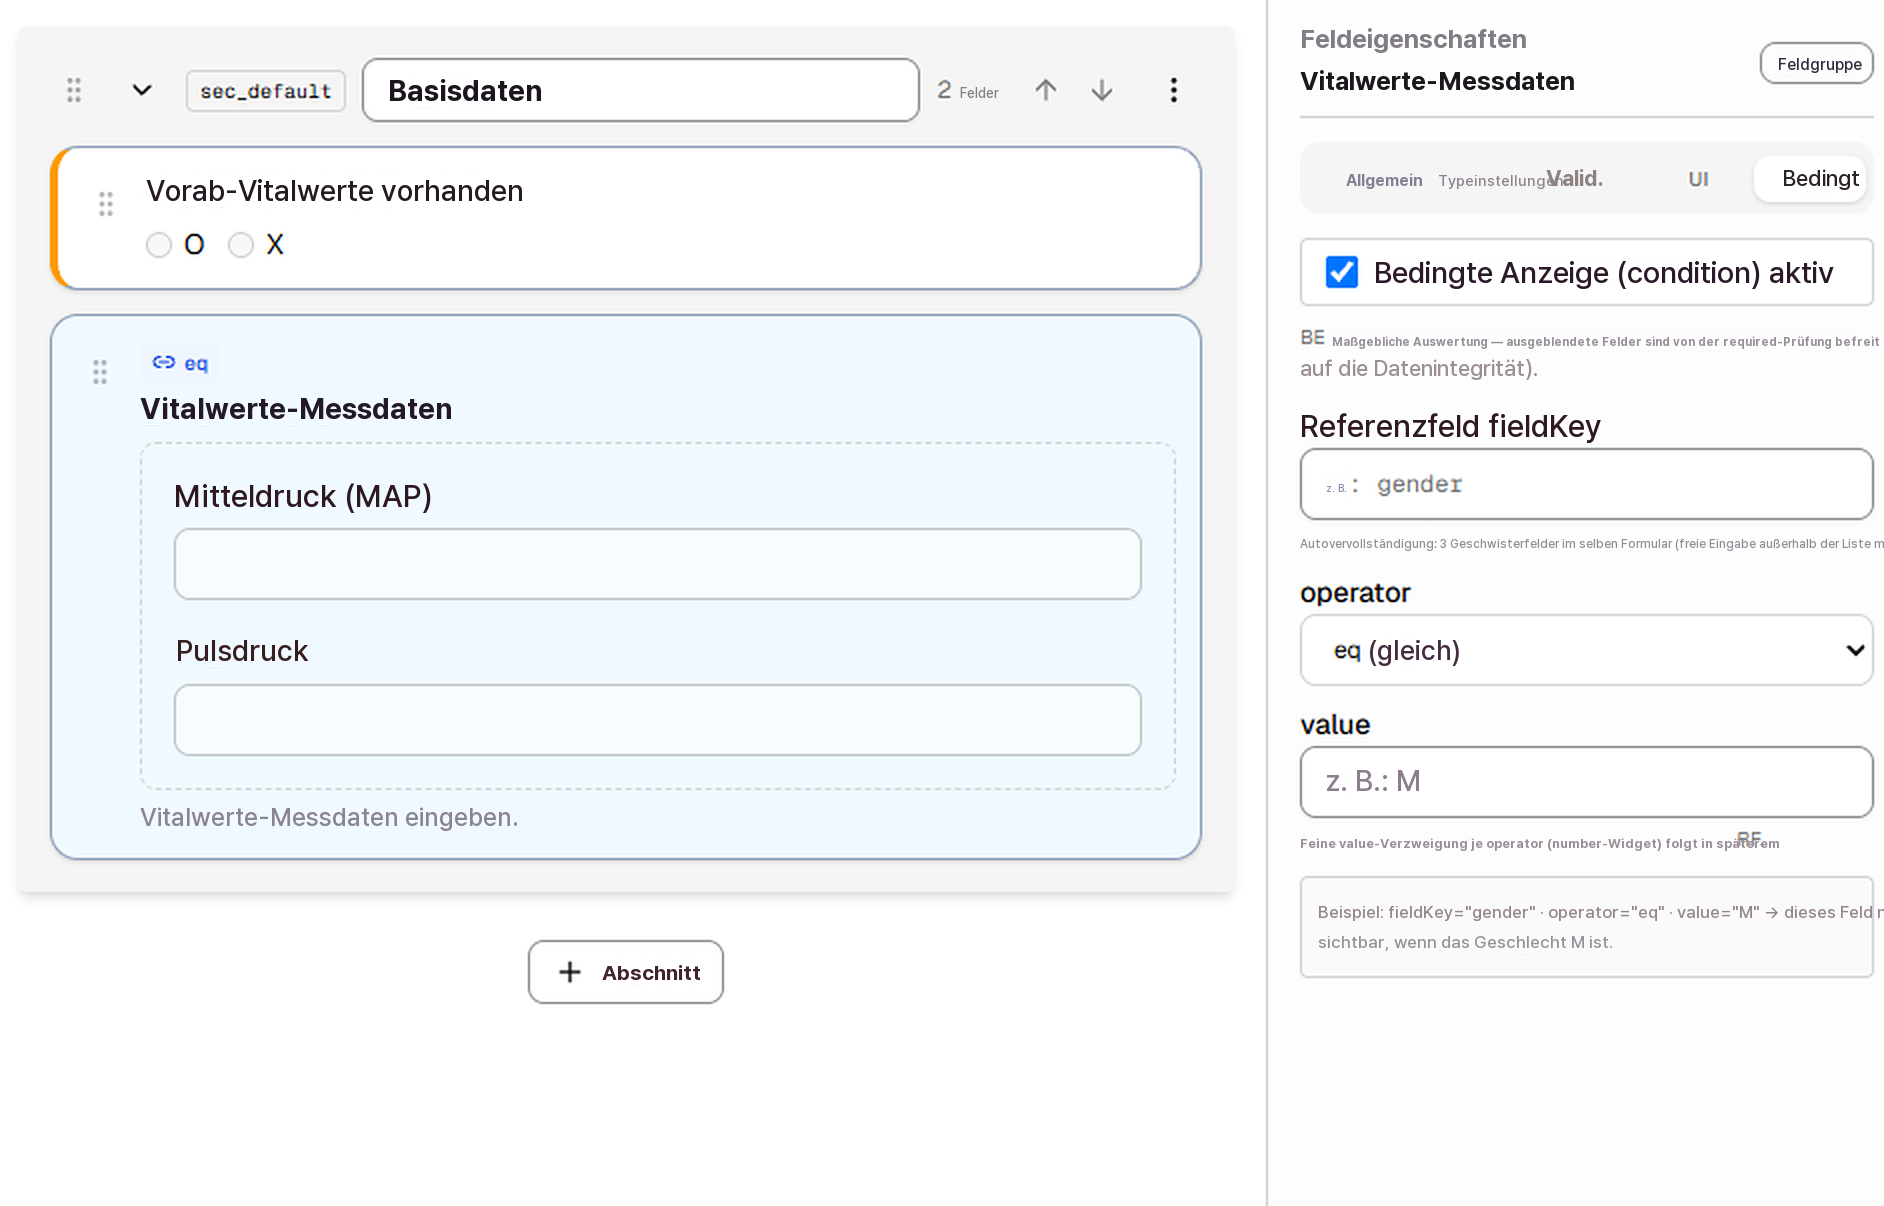 sec_default
Basisdaten
2 Felder
Vorab-Vitalwerte vorhanden
O X
eq
Vitalwerte-Messdaten
Mitteldruck (MAP)
Pulsdruck
Vitalwerte-Messdaten eingeben.
Abschnitt
Feldeigenschaften
Vitalwerte-Messdaten
Feldgruppe
Allgemein Typeinstellungen Valid. UI Bedingt
Bedingte Anzeige (condition) aktiv
BE Maßgebliche Auswertung — ausgeblendete Felder sind von der required-Prüfung befreit
auf die Datenintegrität).
Referenzfeld fieldKey
z. B. : gender
Autovervollständigung: 3 Geschwisterfelder im selben Formular (freie Eingabe außerhalb der Liste m
operator
eq (gleich)
value
z. B.: M
Feine value-Verzweigung je operator (number-Widget) folgt in späterem
Beispiel: fieldKey="gender" · operator="eq" · value="M" → dieses Feld n
sichtbar, wenn das Geschlecht M ist.